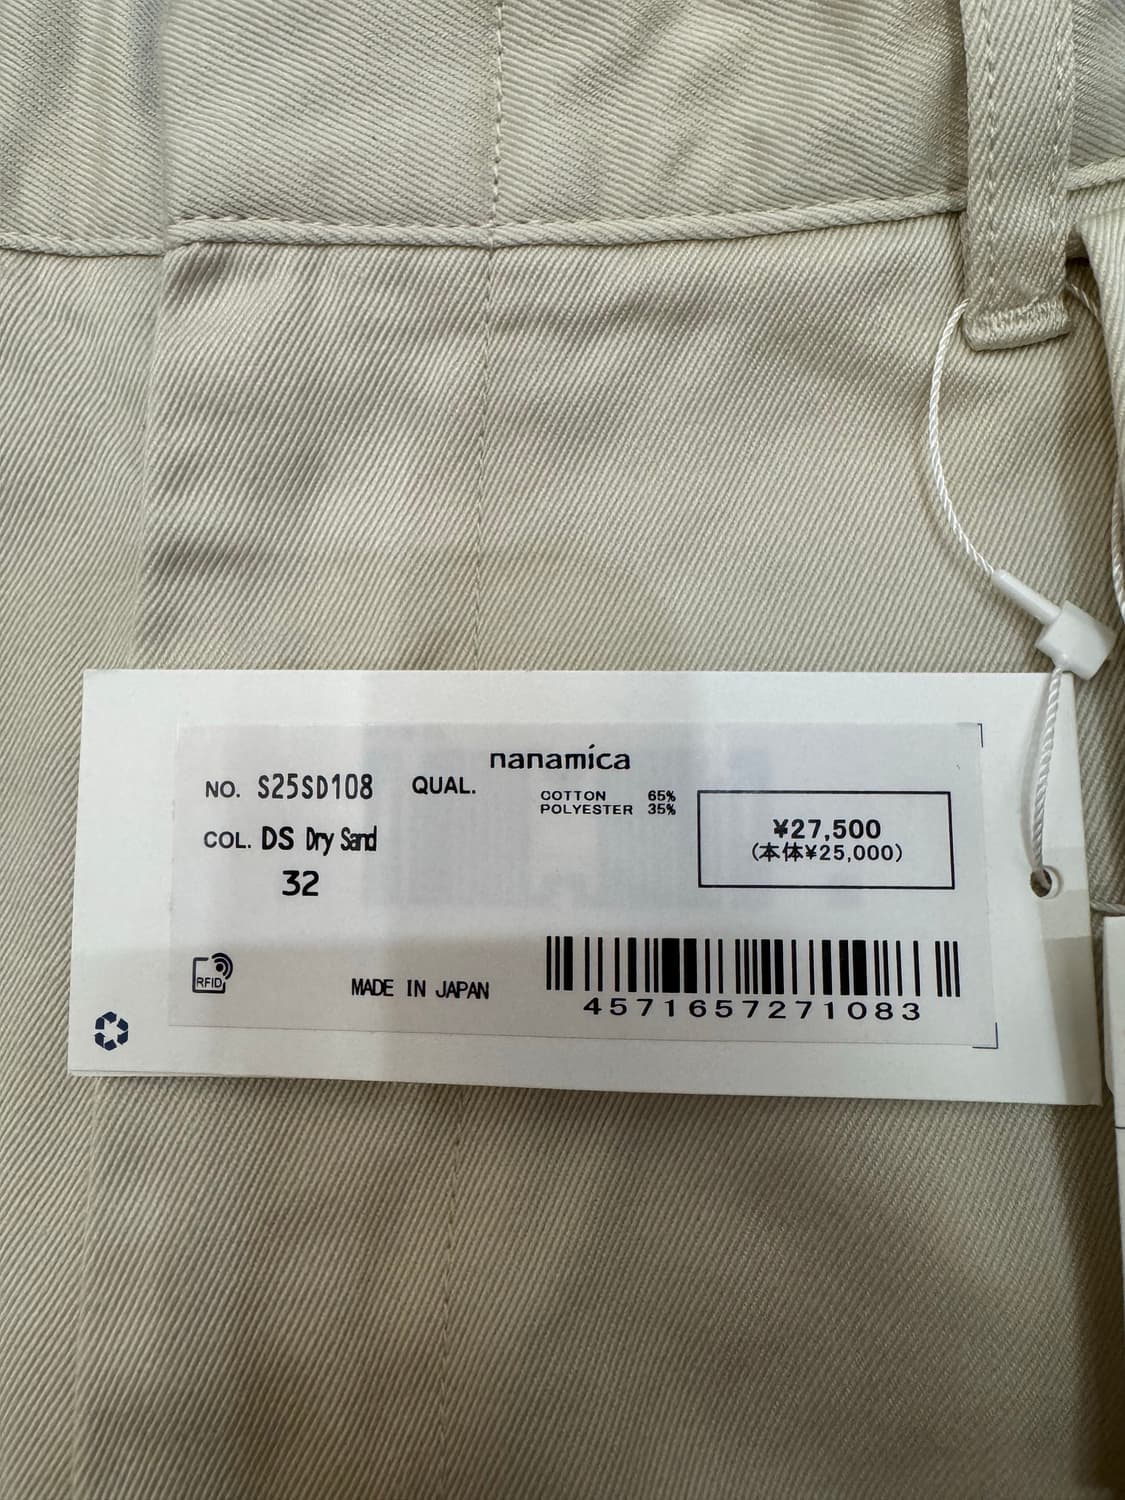 nanamica
NO. S25SD108 QUAL.
COTTON 65%
POLYESTER 35%
COL. DS Dry Sand
32
¥27,500
(本体¥25,000)
RFID
MADE IN JAPAN
4571657271083